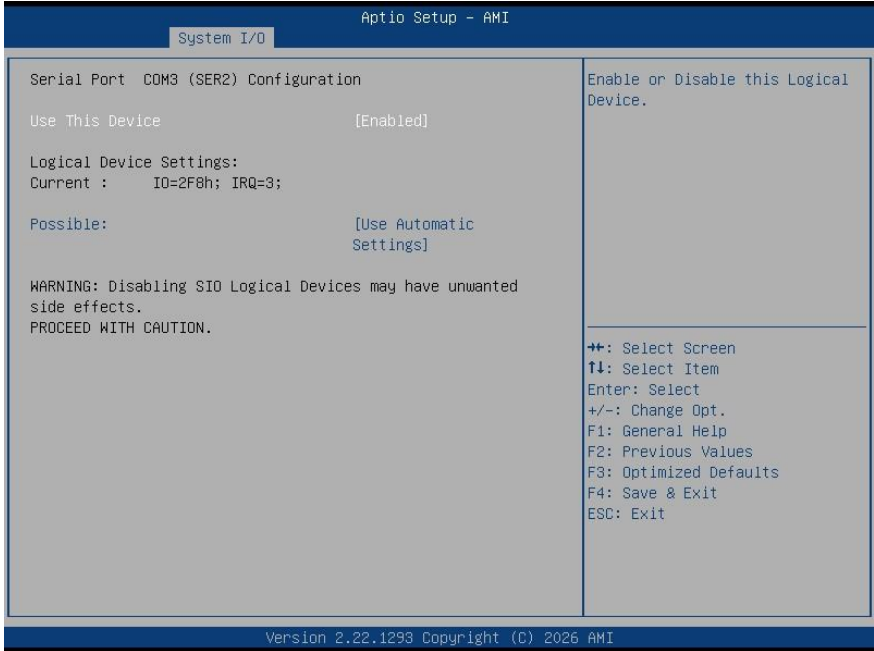 Aptio Setup - AMI
System I/O
Serial Port COM3 (SER2) Configuration
Use This Device [Enabled]
Logical Device Settings:
Current : IO=2F8h; IRQ=3;
Possible: [Use Automatic
Settings]
WARNING: Disabling SIO Logical Devices may have unwanted
side effects.
PROCEED WITH CAUTION.
Enable or Disable this Logical
Device.
→←: Select Screen
↑↓: Select Item
Enter: Select
+/-: Change Opt.
F1: General Help
F2: Previous Values
F3: Optimized Defaults
F4: Save & Exit
ESC: Exit
Version 2.22.1293 Copyright (C) 2026 AMI